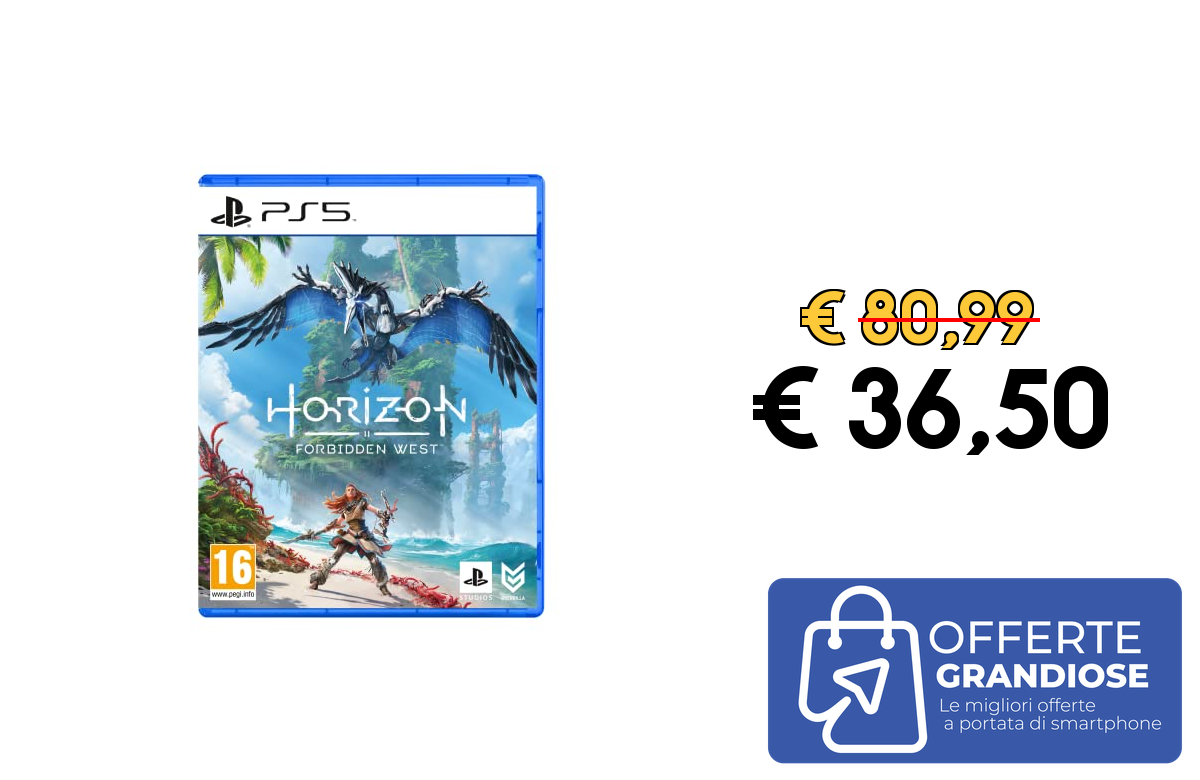 PS5
HORIZON
FORBIDDEN WEST
16
www.pegi.info
STUDIOS
€ 80,99
€ 36,50
OFFERTE
GRANDIOSE
Le migliori offerte
a portata di smartphone